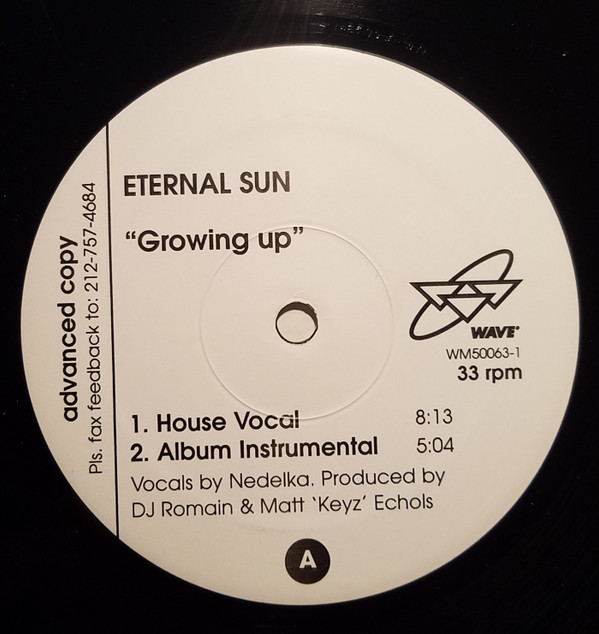 advanced copy
Pls. fax feedback to: 212-757-4684
ETERNAL SUN
“Growing up”
WAVE
WM50063-1
33 rpm
1. House Vocal 8:13
2. Album Instrumental 5:04
Vocals by Nedelka. Produced by
DJ Romain & Matt ‘Keyz’ Echols
A